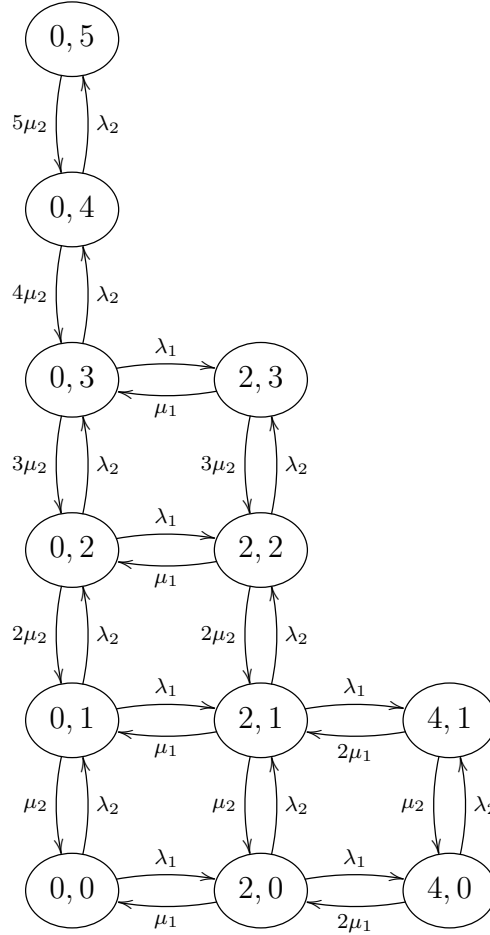 0, 5
5μ₂ λ₂
0, 4
4μ₂ λ₂
λ₁
0, 3 2, 3
μ₁
3μ₂ λ₂ 3μ₂ λ₂
λ₁
0, 2 2, 2
μ₁
2μ₂ λ₂ 2μ₂ λ₂
λ₁ λ₁
0, 1 2, 1 4, 1
μ₁ 2μ₁
μ₂ λ₂ μ₂ λ₂ μ₂ λ₂
λ₁ λ₁
0, 0 2, 0 4, 0
μ₁ 2μ₁